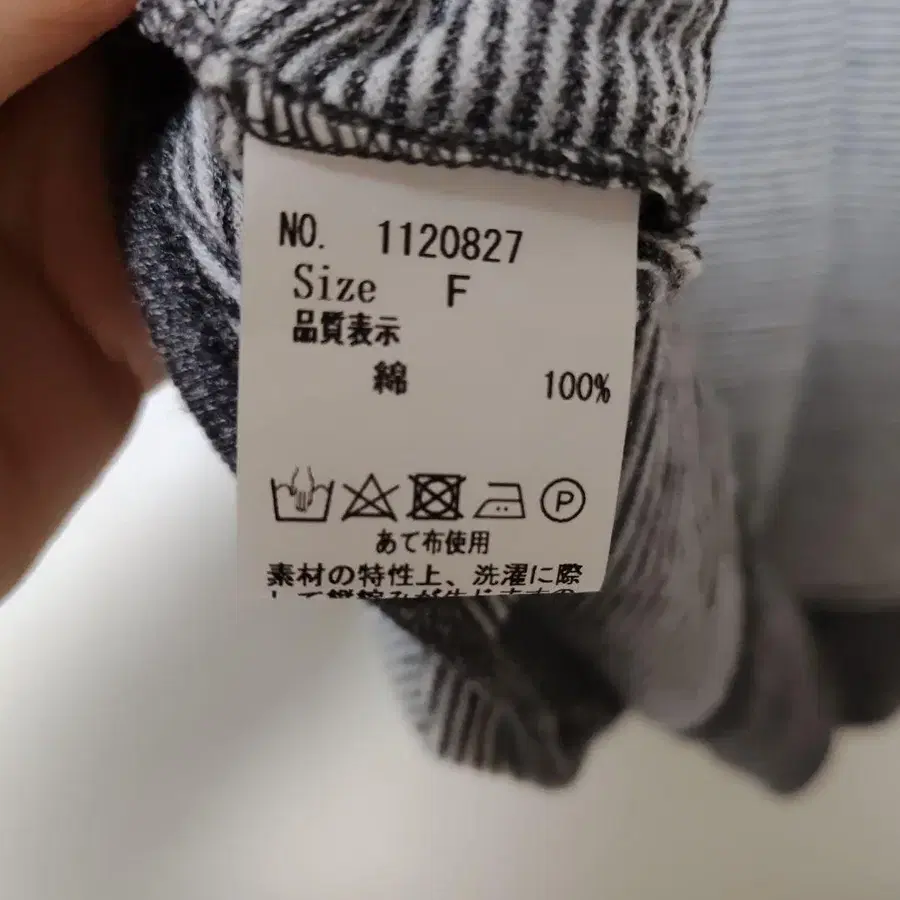 NO. 1120827
Size F
品質表示
綿 100%
P
あて布使用
素材の特性上、洗濯に際